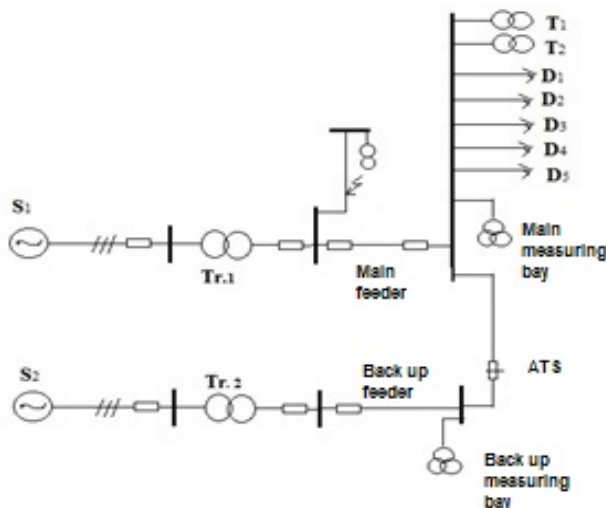 T1
T2
D1
D2
D3
D4
D5
S1
Main
measuring
bay
Tr.1
Main
feeder
S2
Tr. 2
Back up
feeder
ATS
Back up
measuring
bay